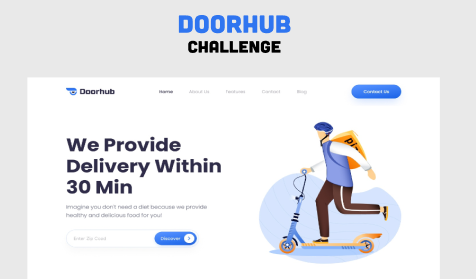 DOORHUB
CHALLENGE
Doorhub
Home About Us Features Contact Blog
Contact Us
We Provide
Delivery Within
30 Min
Imagine you don't need a diet because we provide
healthy and delicious food for you!
Enter Zip Code
Discover